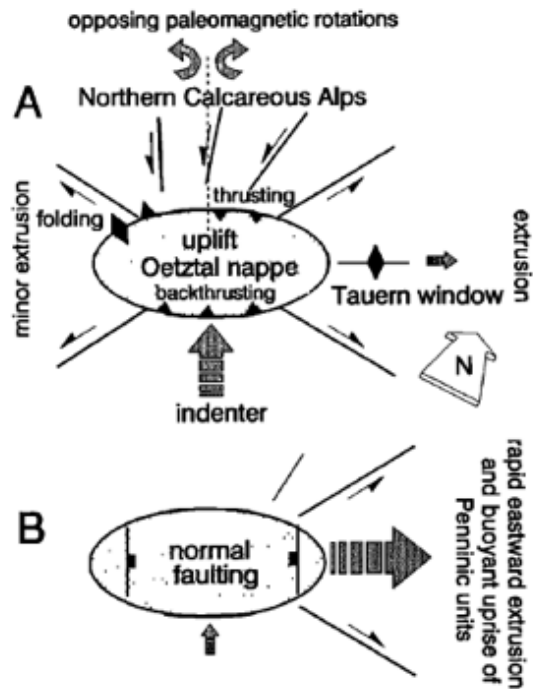 opposing paleomagnetic rotations
Northern Calcareous Alps
A
thrusting
folding
uplift
Oetztal nappe
backthrusting
minor extrusion
extrusion
Tauern window
N
indenter
B
normal
faulting
rapid eastward extrusion
and buoyant uprise of
Penninic units